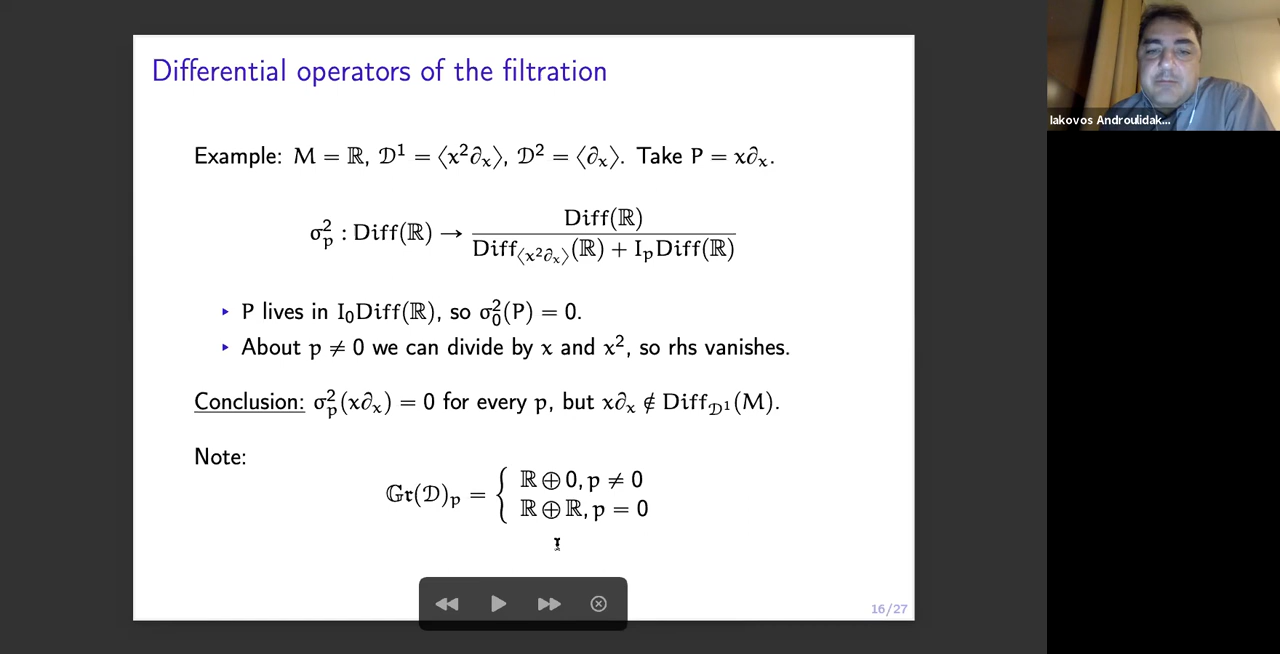 Differential operators of the filtration
Example: M = ℝ, 𝒟¹ = ⟨x²∂ₓ⟩, 𝒟² = ⟨∂ₓ⟩. Take P = x∂ₓ.
σ²ₚ : Diff(ℝ) → Diff(ℝ) / Diff_⟨x²∂ₓ⟩(ℝ) + IₚDiff(ℝ)
‣ P lives in I₀Diff(ℝ), so σ²₀(P) = 0.
‣ About p ≠ 0 we can divide by x and x², so rhs vanishes.
Conclusion: σ²ₚ(x∂ₓ) = 0 for every p, but x∂ₓ ∉ Diff_𝒟¹(M).
Note:
𝔾r(𝒟)ₚ = { ℝ ⊕ 0, p ≠ 0
ℝ ⊕ ℝ, p = 0
16/27
Iakovos Androulidak...